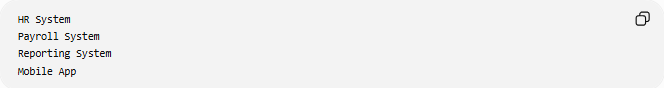 HR System
Payroll System
Reporting System
Mobile App